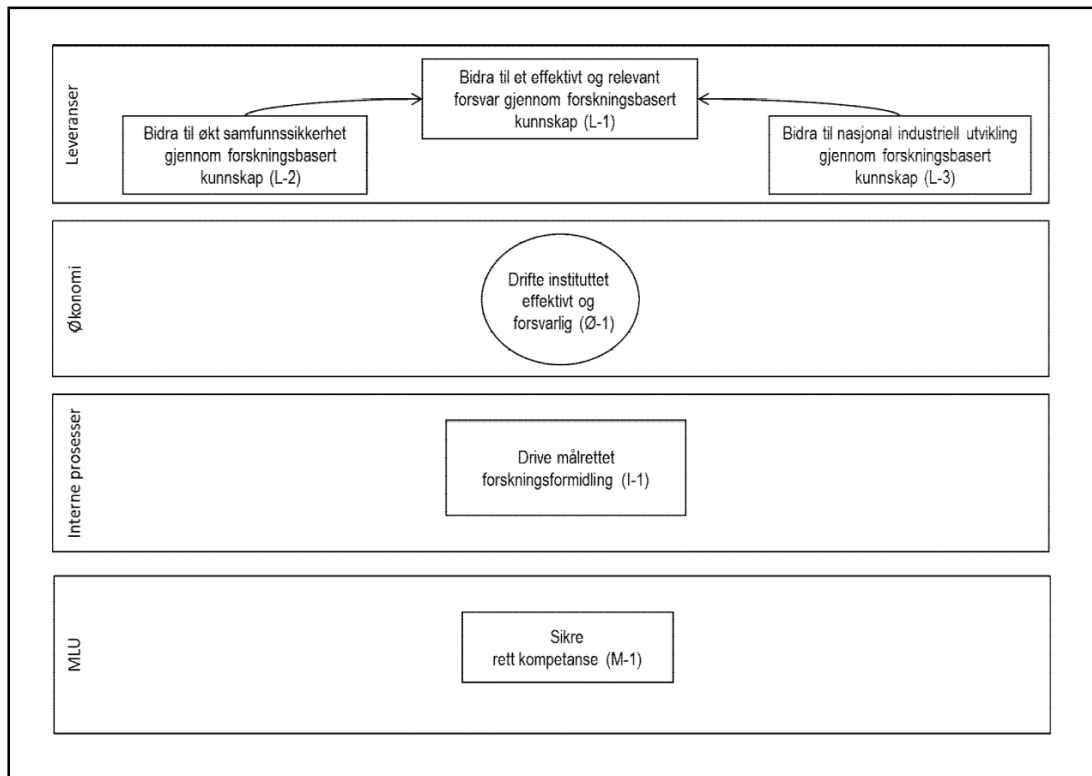 Leveranser
Bidra til et effektivt og relevant
forsvar gjennom forskningsbasert
kunnskap (L-1)
Bidra til økt samfunnssikkerhet
gjennom forskningsbasert
kunnskap (L-2)
Bidra til nasjonal industriell utvikling
gjennom forskningsbasert
kunnskap (L-3)
Økonomi
Drifte instituttet
effektivt og
forsvarlig (Ø-1)
Interne prosesser
Drive målrettet
forskningsformidling (I-1)
MLU
Sikre
rett kompetanse (M-1)